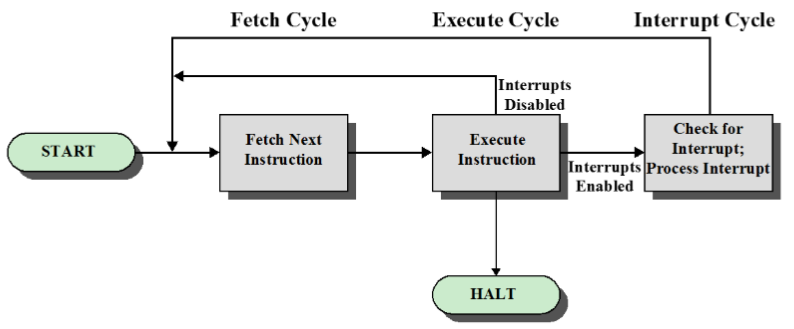 Fetch Cycle
Execute Cycle
Interrupt Cycle
Interrupts
Disabled
START
Fetch Next
Instruction
Execute
Instruction
Interrupts
Enabled
Check for
Interrupt;
Process Interrupt
HALT